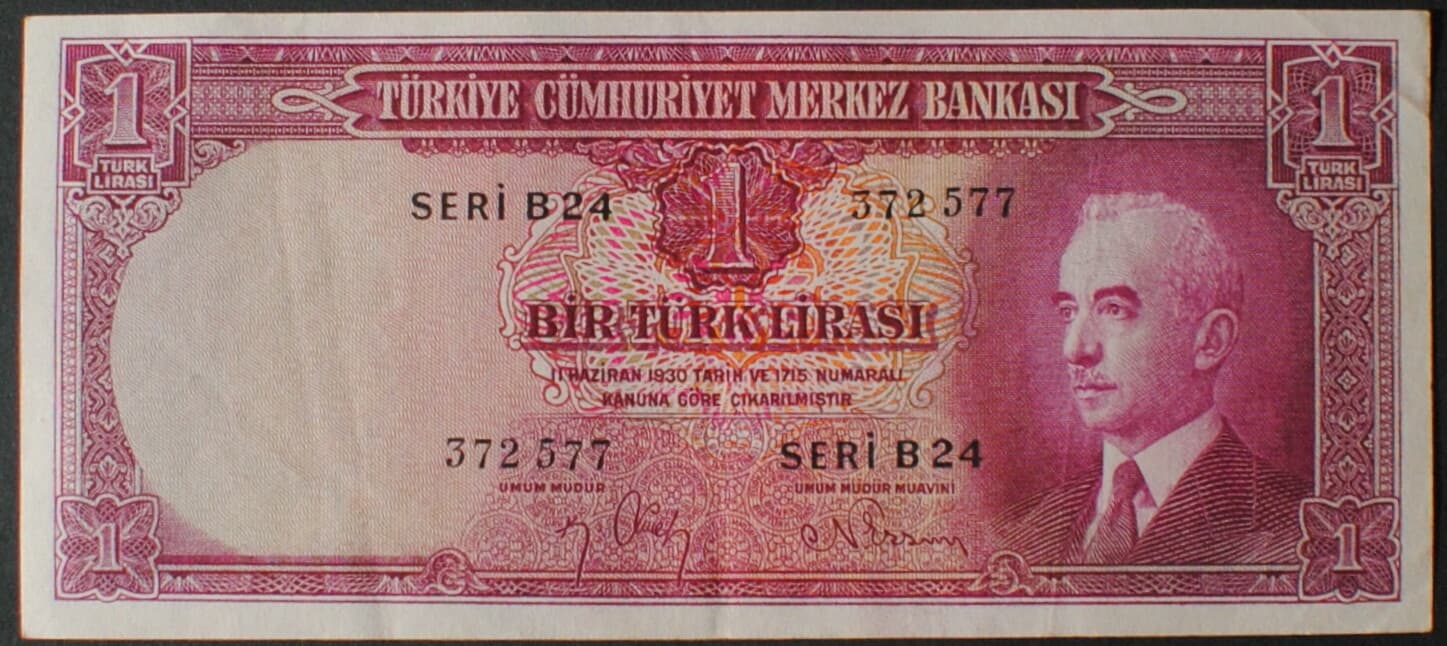 1
TÜRK
LİRASI
TÜRKİYE CÜMHURİYET MERKEZ BANKASI
1
TÜRK
LİRASI
SERİ B 24
1
372 577
BİR TÜRK LİRASI
11 HAZİRAN 1930 TARİH VE 1715 NUMARALI
KANUNA GÖRE ÇIKARILMIŞTIR
372 577
SERİ B 24
UMUM MÜDÜR
UMUM MÜDÜR MUAVİNİ
1
1